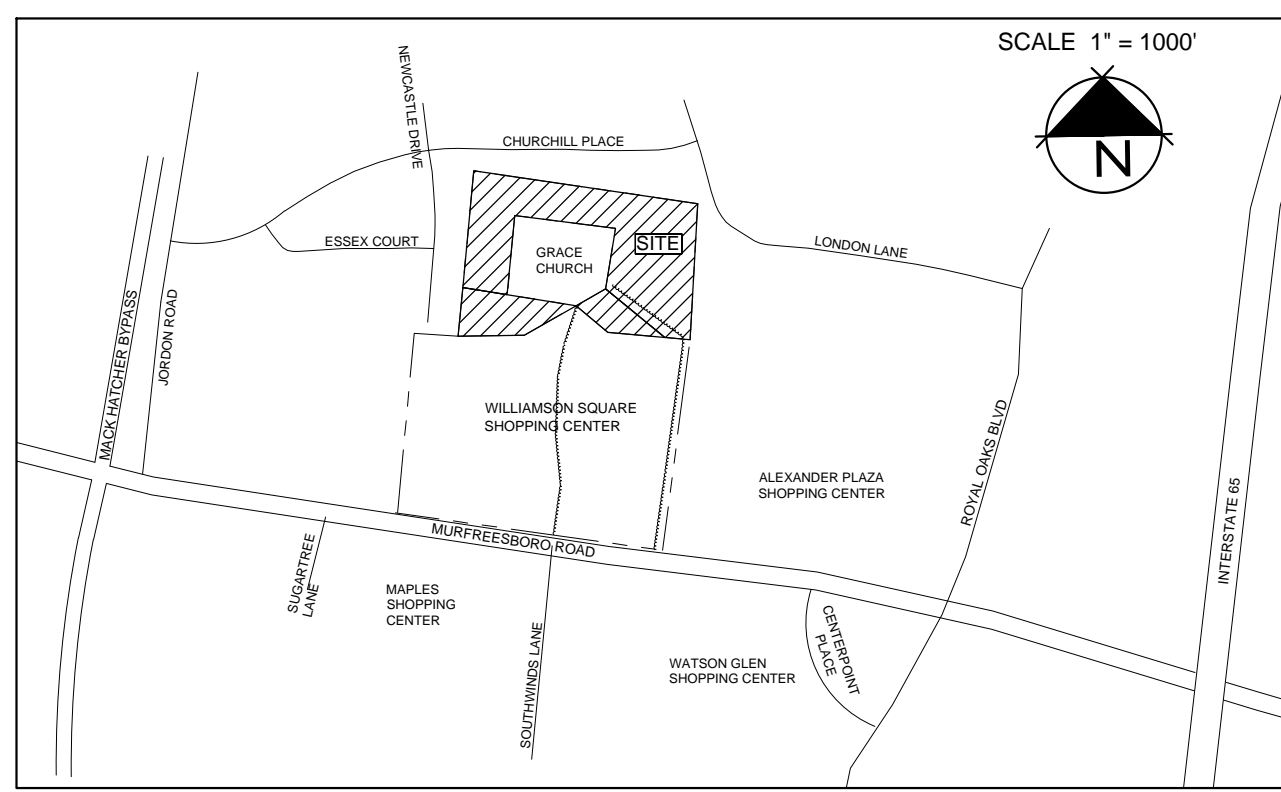 SCALE 1" = 1000'
N
NEWCASTLE DRIVE
CHURCHILL PLACE
ESSEX COURT
GRACE
CHURCH
SITE
LONDON LANE
MACK HATCHER BYPASS
JORDON ROAD
WILLIAMSON SQUARE
SHOPPING CENTER
ALEXANDER PLAZA
SHOPPING CENTER
ROYAL OAKS BLVD
INTERSTATE 65
MURFREESBORO ROAD
SUGARTREE
LANE
MAPLES
SHOPPING
CENTER
SOUTHWINDS LANE
WATSON GLEN
SHOPPING CENTER
CENTERPOINT
PLACE